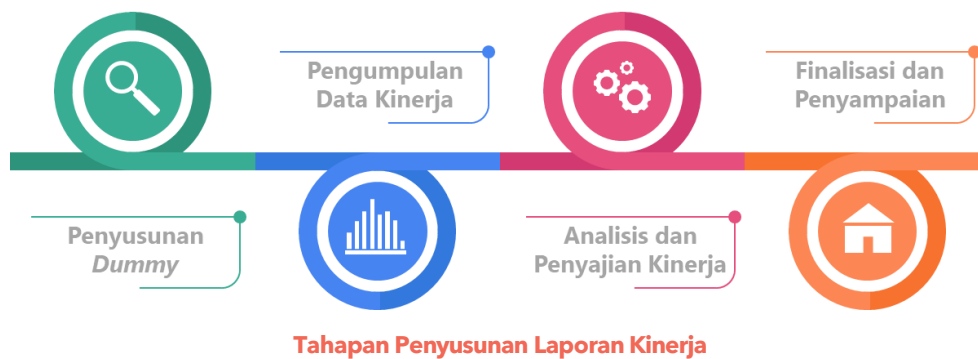 Penyusunan
Dummy
Pengumpulan
Data Kinerja
Analisis dan
Penyajian Kinerja
Finalisasi dan
Penyampaian
Tahapan Penyusunan Laporan Kinerja